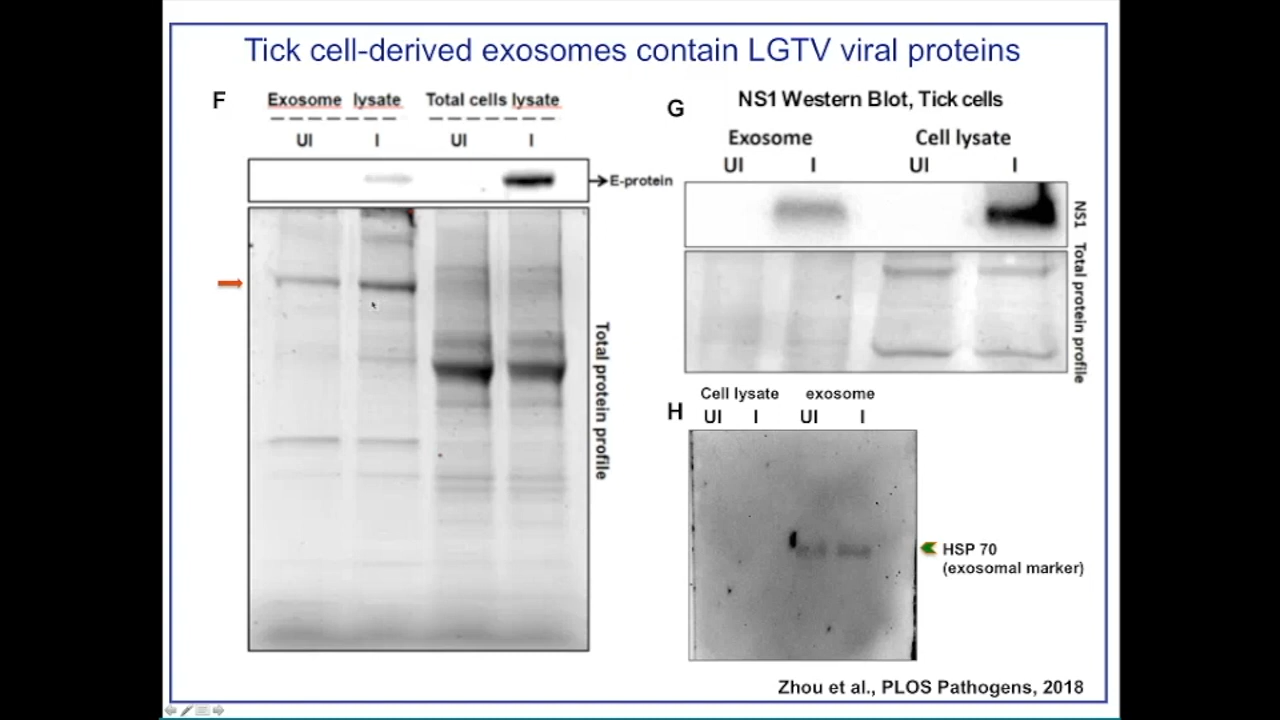 Tick cell-derived exosomes contain LGTV viral proteins
F
Exosome lysate Total cells lysate
UI I UI I
E-protein
Total protein profile
G
NS1 Western Blot, Tick cells
Exosome Cell lysate
UI I UI I
NS1
Total protein profile
H
Cell lysate exosome
UI I UI I
HSP 70
(exosomal marker)
Zhou et al., PLOS Pathogens, 2018